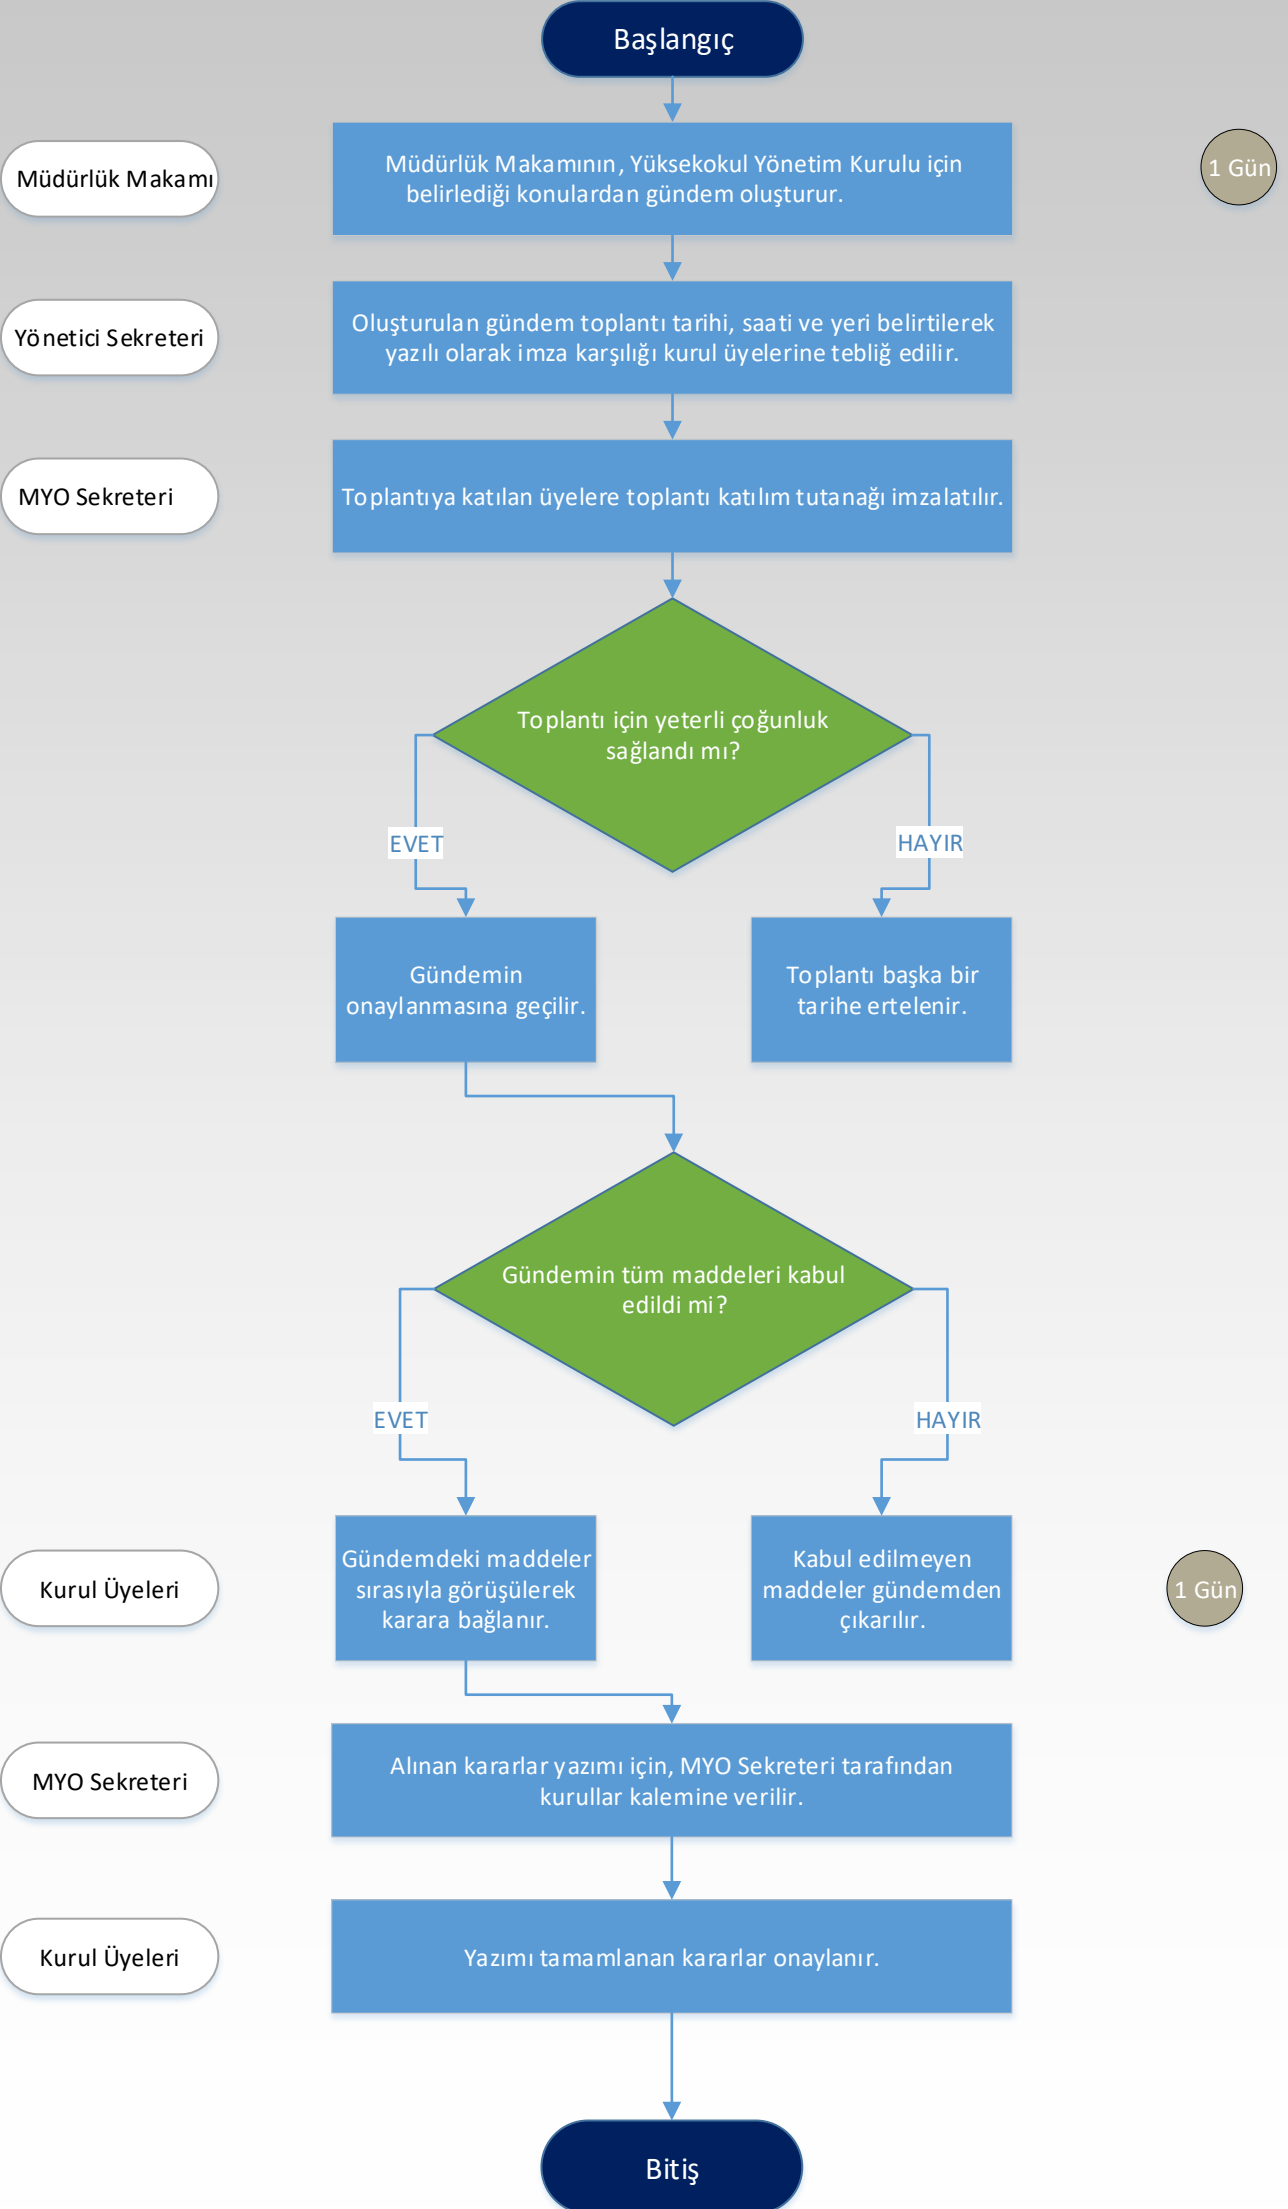 Başlangıç
Müdürlük Makamı
Müdürlük Makamının, Yüksekokul Yönetim Kurulu için
belirlediği konulardan gündem oluşturur.
1 Gün
Yönetici Sekreteri
Oluşturulan gündem toplantı tarihi, saati ve yeri belirtilerek
yazılı olarak imza karşılığı kurul üyelerine tebliğ edilir.
MYO Sekreteri
Toplantıya katılan üyelere toplantı katılım tutanağı imzalatılır.
Toplantı için yeterli çoğunluk
sağlandı mı?
EVET
HAYIR
Gündemin
onaylanmasına geçilir.
Toplantı başka bir
tarihe ertelenir.
Gündemin tüm maddeleri kabul
edildi mi?
EVET
HAYIR
Kurul Üyeleri
Gündemdeki maddeler
sırasıyla görüşülerek
karara bağlanır.
Kabul edilmeyen
maddeler gündemden
çıkarılır.
1 Gün
MYO Sekreteri
Alınan kararlar yazımı için, MYO Sekreteri tarafından
kurullar kalemine verilir.
Kurul Üyeleri
Yazımı tamamlanan kararlar onaylanır.
Bitiş